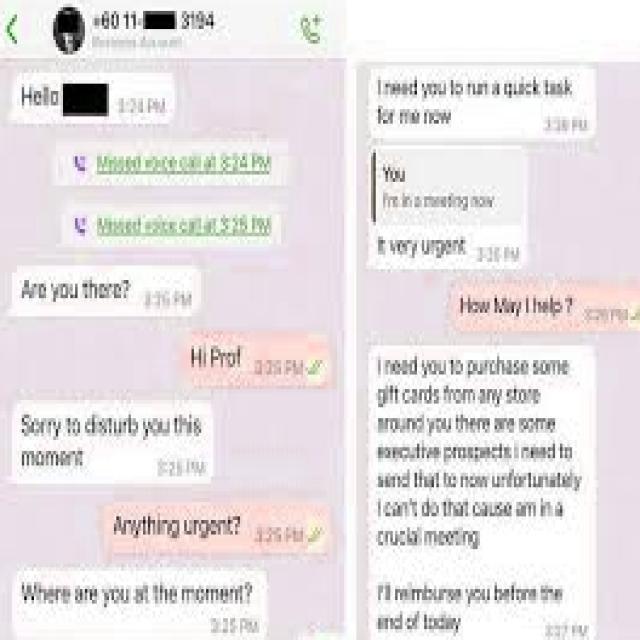 +60 11- 3194
Business Account
Hello
3:24 PM
Missed voice call at 3:24 PM
Missed voice call at 3:25 PM
Are you there?
3:25 PM
Hi Prof
3:25 PM
Sorry to disturb you this
moment
3:25 PM
Anything urgent?
3:25 PM
Where are you at the moment?
3:25 PM
I need you to run a quick task
for me now
3:26 PM
You
I'm in a meeting now
It very urgent
3:26 PM
How May I help ?
3:26 PM
I need you to purchase some
gift cards from any store
around you there are some
executive prospects i need to
send that to now unfortunately
I can't do that cause am in a
crucial meeting
I'll reimburse you before the
end of today
3:27 PM